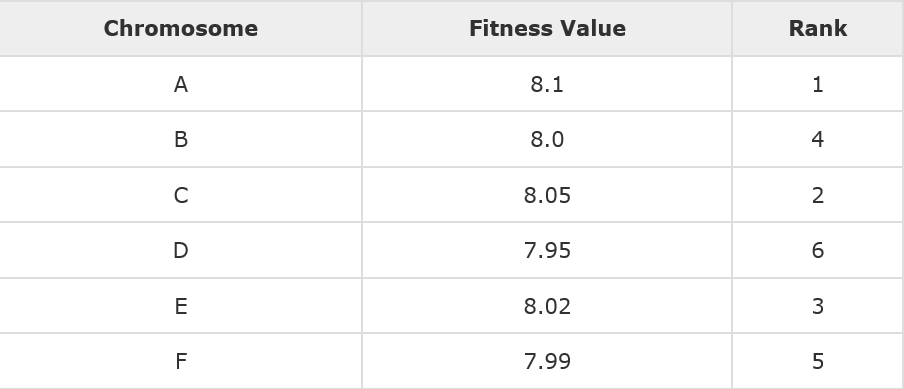 Chromosome Fitness Value Rank
A 8.1 1
B 8.0 4
C 8.05 2
D 7.95 6
E 8.02 3
F 7.99 5